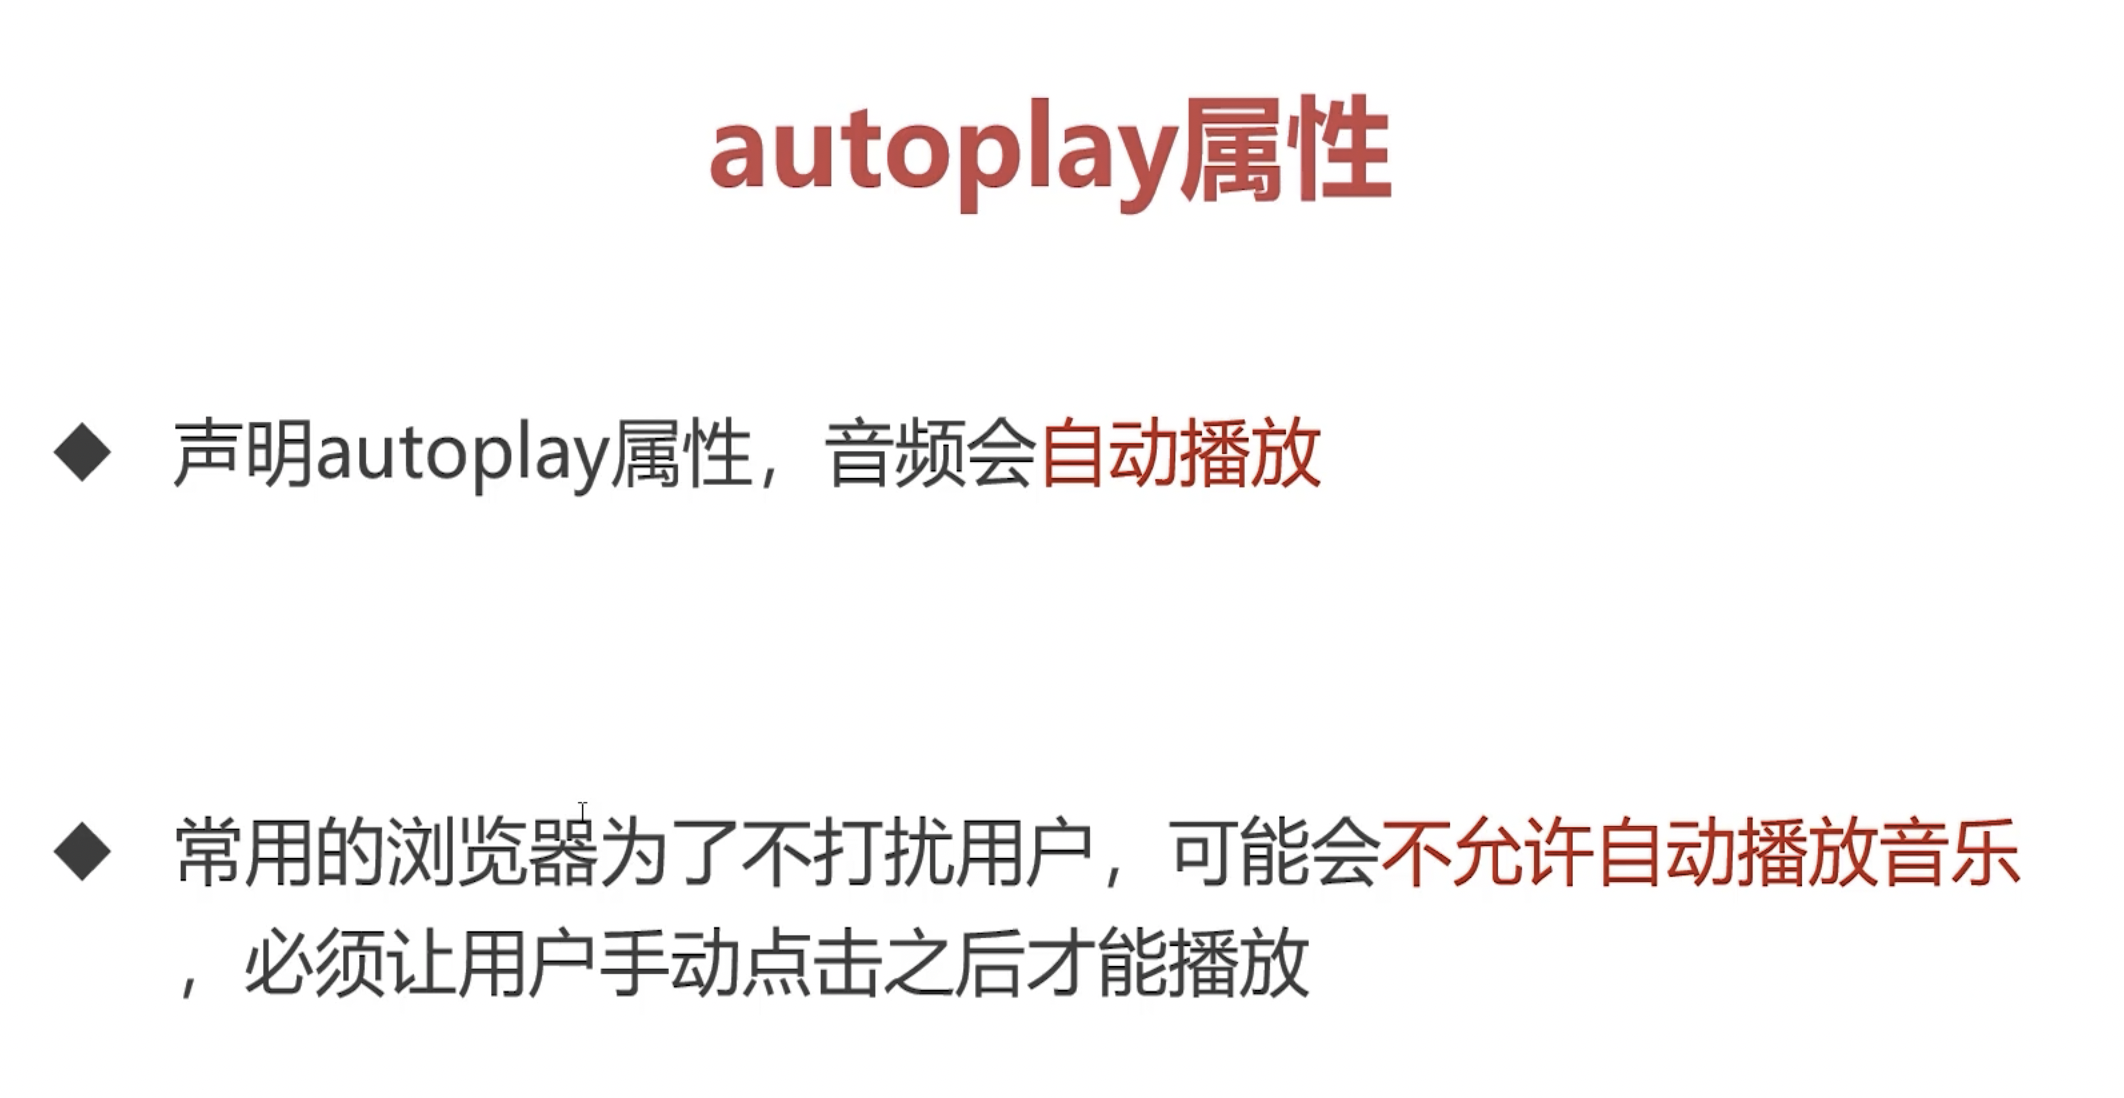 autoplay属性
声明autoplay属性，音频会自动播放
常用的浏览器为了不打扰用户，可能会不允许自动播放音乐
，必须让用户手动点击之后才能播放